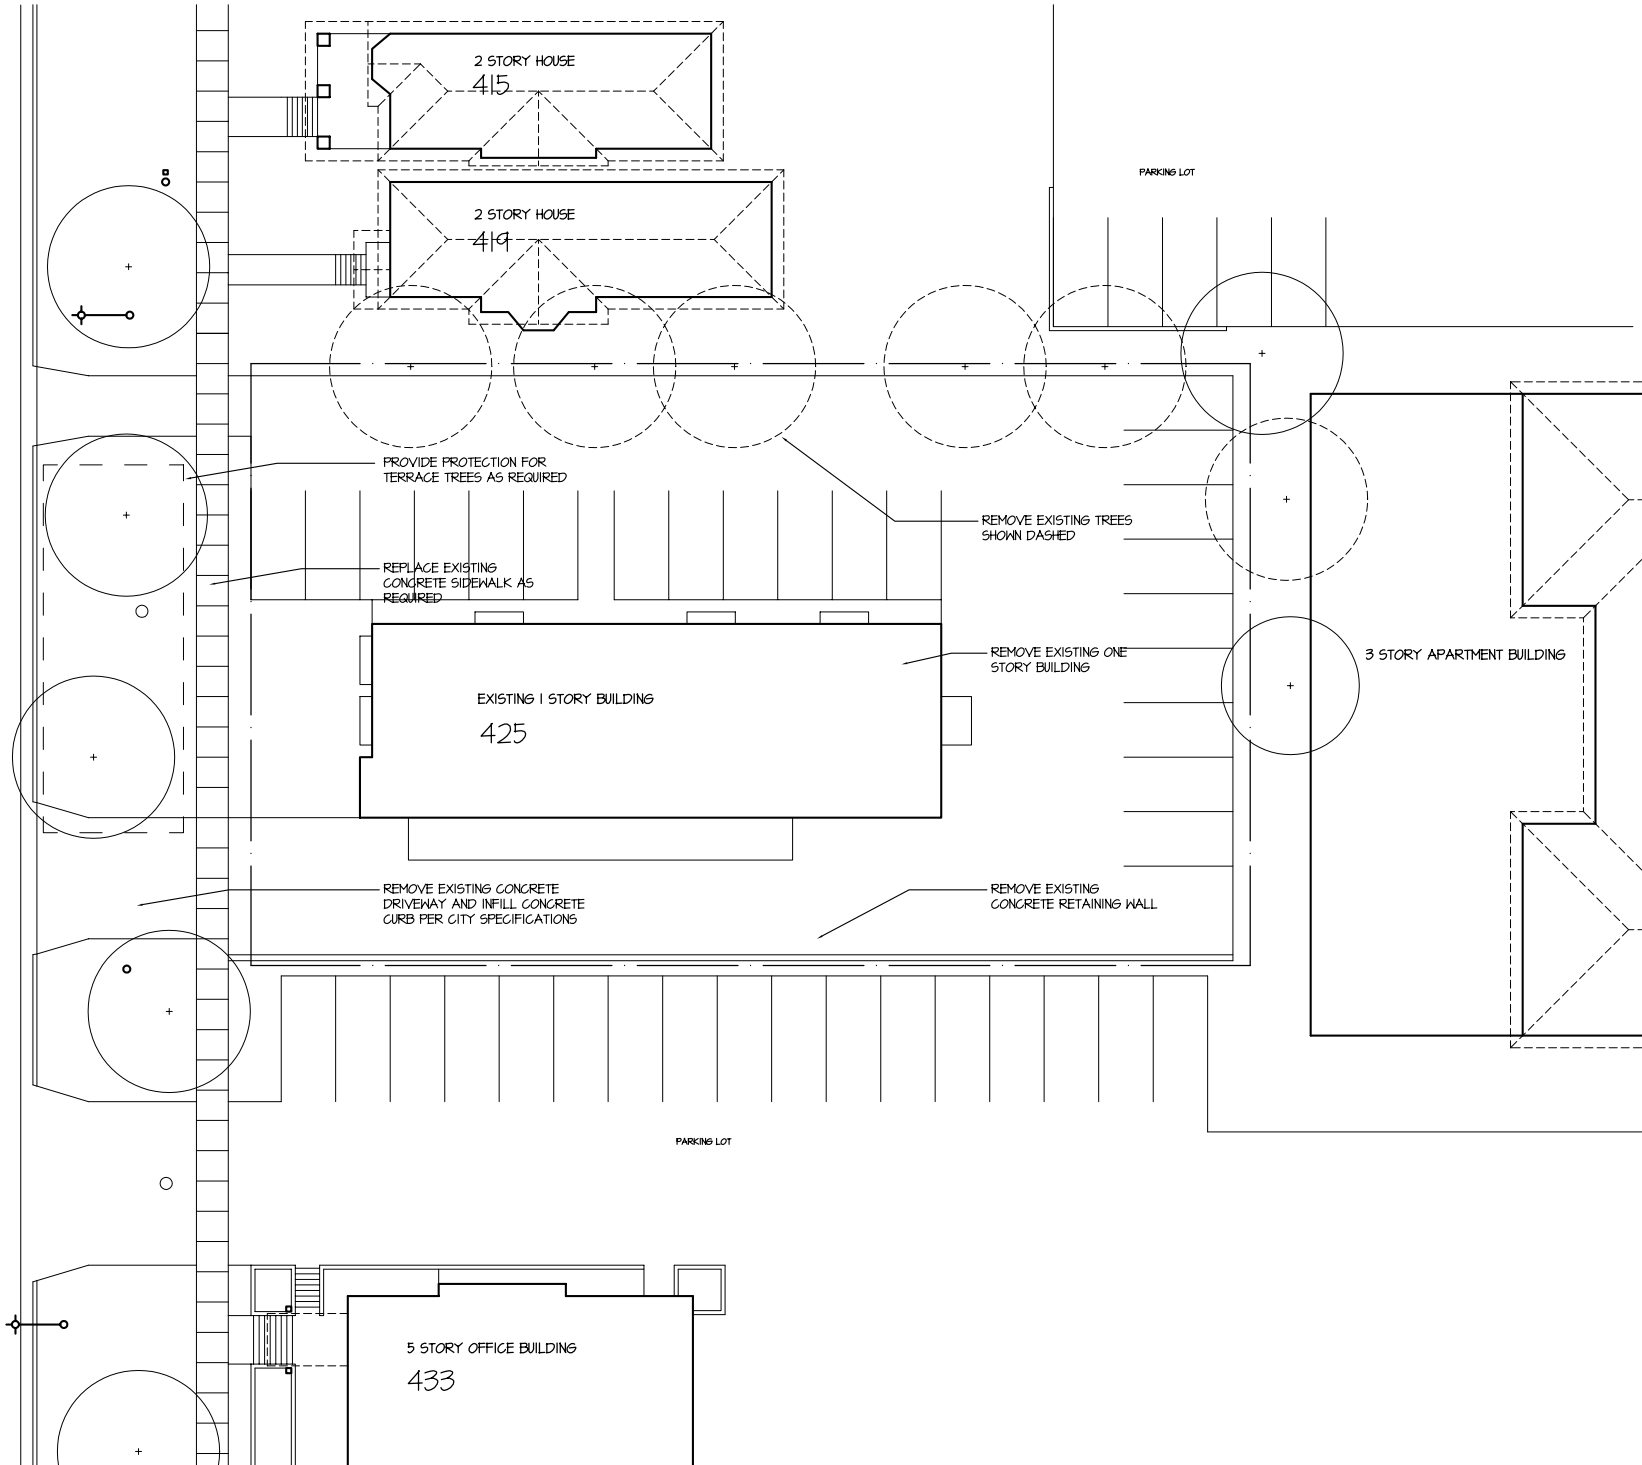 2 STORY HOUSE
415
PARKING LOT
2 STORY HOUSE
419
PROVIDE PROTECTION FOR
TERRACE TREES AS REQUIRED
REMOVE EXISTING TREES
SHOWN DASHED
REPLACE EXISTING
CONCRETE SIDEWALK AS
REQUIRED
REMOVE EXISTING ONE
STORY BUILDING
3 STORY APARTMENT BUILDING
EXISTING 1 STORY BUILDING
425
REMOVE EXISTING CONCRETE
DRIVEWAY AND INFILL CONCRETE
CURB PER CITY SPECIFICATIONS
REMOVE EXISTING
CONCRETE RETAINING WALL
PARKING LOT
5 STORY OFFICE BUILDING
433